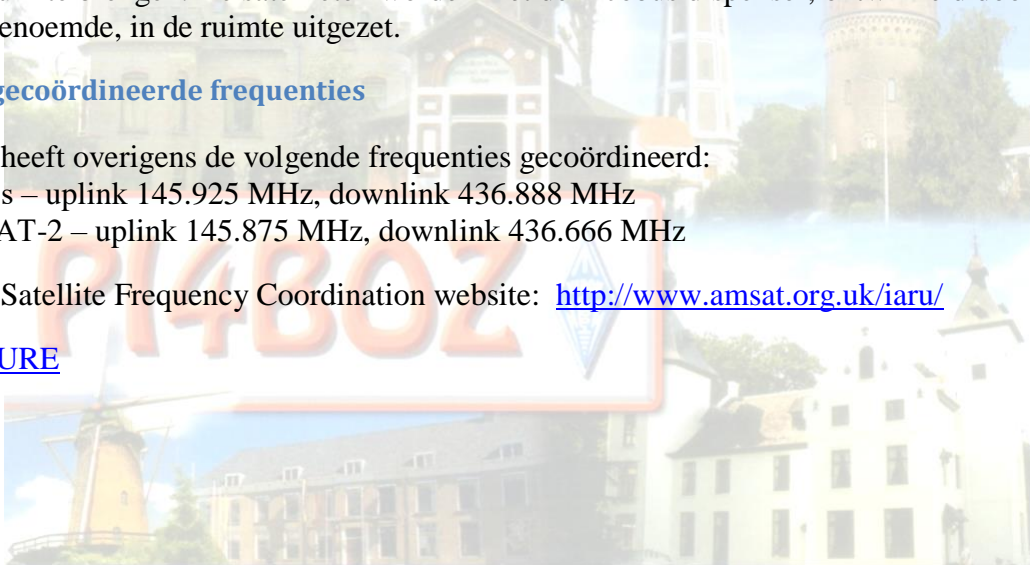 enoemde, in de ruimte uitgezet.
gecoördineerde frequenties
heeft overigens de volgende frequenties gecoördineerd:
s – uplink 145.925 MHz, downlink 436.888 MHz
AT-2 – uplink 145.875 MHz, downlink 436.666 MHz
Satellite Frequency Coordination website: http://www.amsat.org.uk/iaru/
URE
PI4BOZ